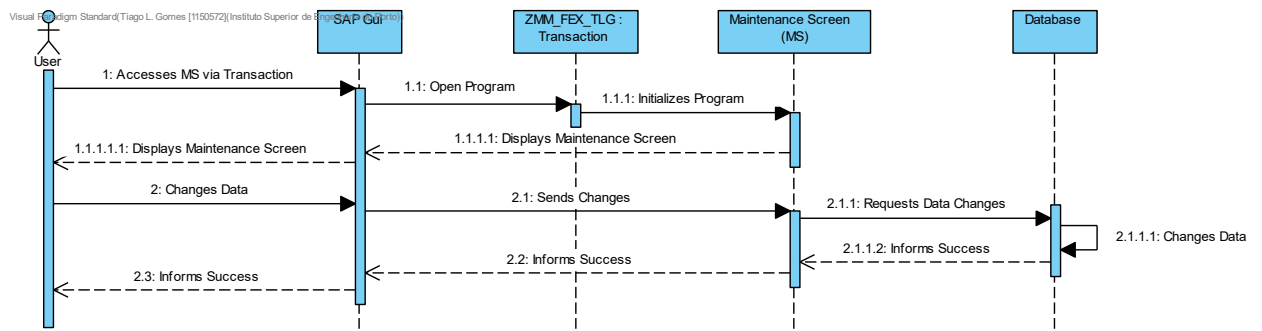 Visual Paradigm Standard(Tiago L. Gomes [1150572](Instituto Superior de Engenharia do Porto))
SAP Gui
ZMM_FEX_TLG :
Transaction
Maintenance Screen
(MS)
Database
User
1: Accesses MS via Transaction
1.1: Open Program
1.1.1: Initializes Program
1.1.1.1: Displays Maintenance Screen
1.1.1.1.1: Displays Maintenance Screen
2: Changes Data
2.1: Sends Changes
2.1.1: Requests Data Changes
2.1.1.1: Changes Data
2.1.1.2: Informs Success
2.2: Informs Success
2.3: Informs Success